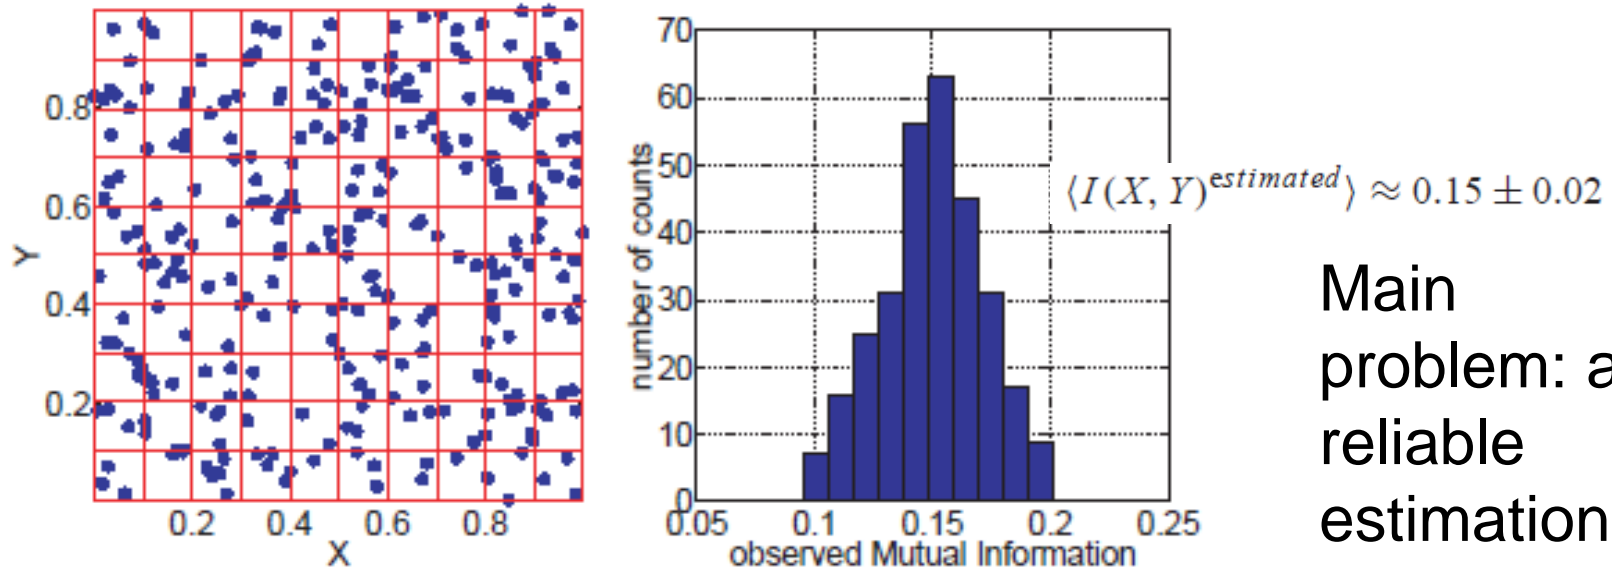 0.8
0.6
0.4
0.2
Y
0.2 0.4 0.6 0.8
X
70
60
50
40
30
20
10
0
number of counts
0.05 0.1 0.15 0.2 0.25
observed Mutual Information
⟨I(X, Y)^{estimated}⟩ ≈ 0.15 ± 0.02
Main
problem: a
reliable
estimation